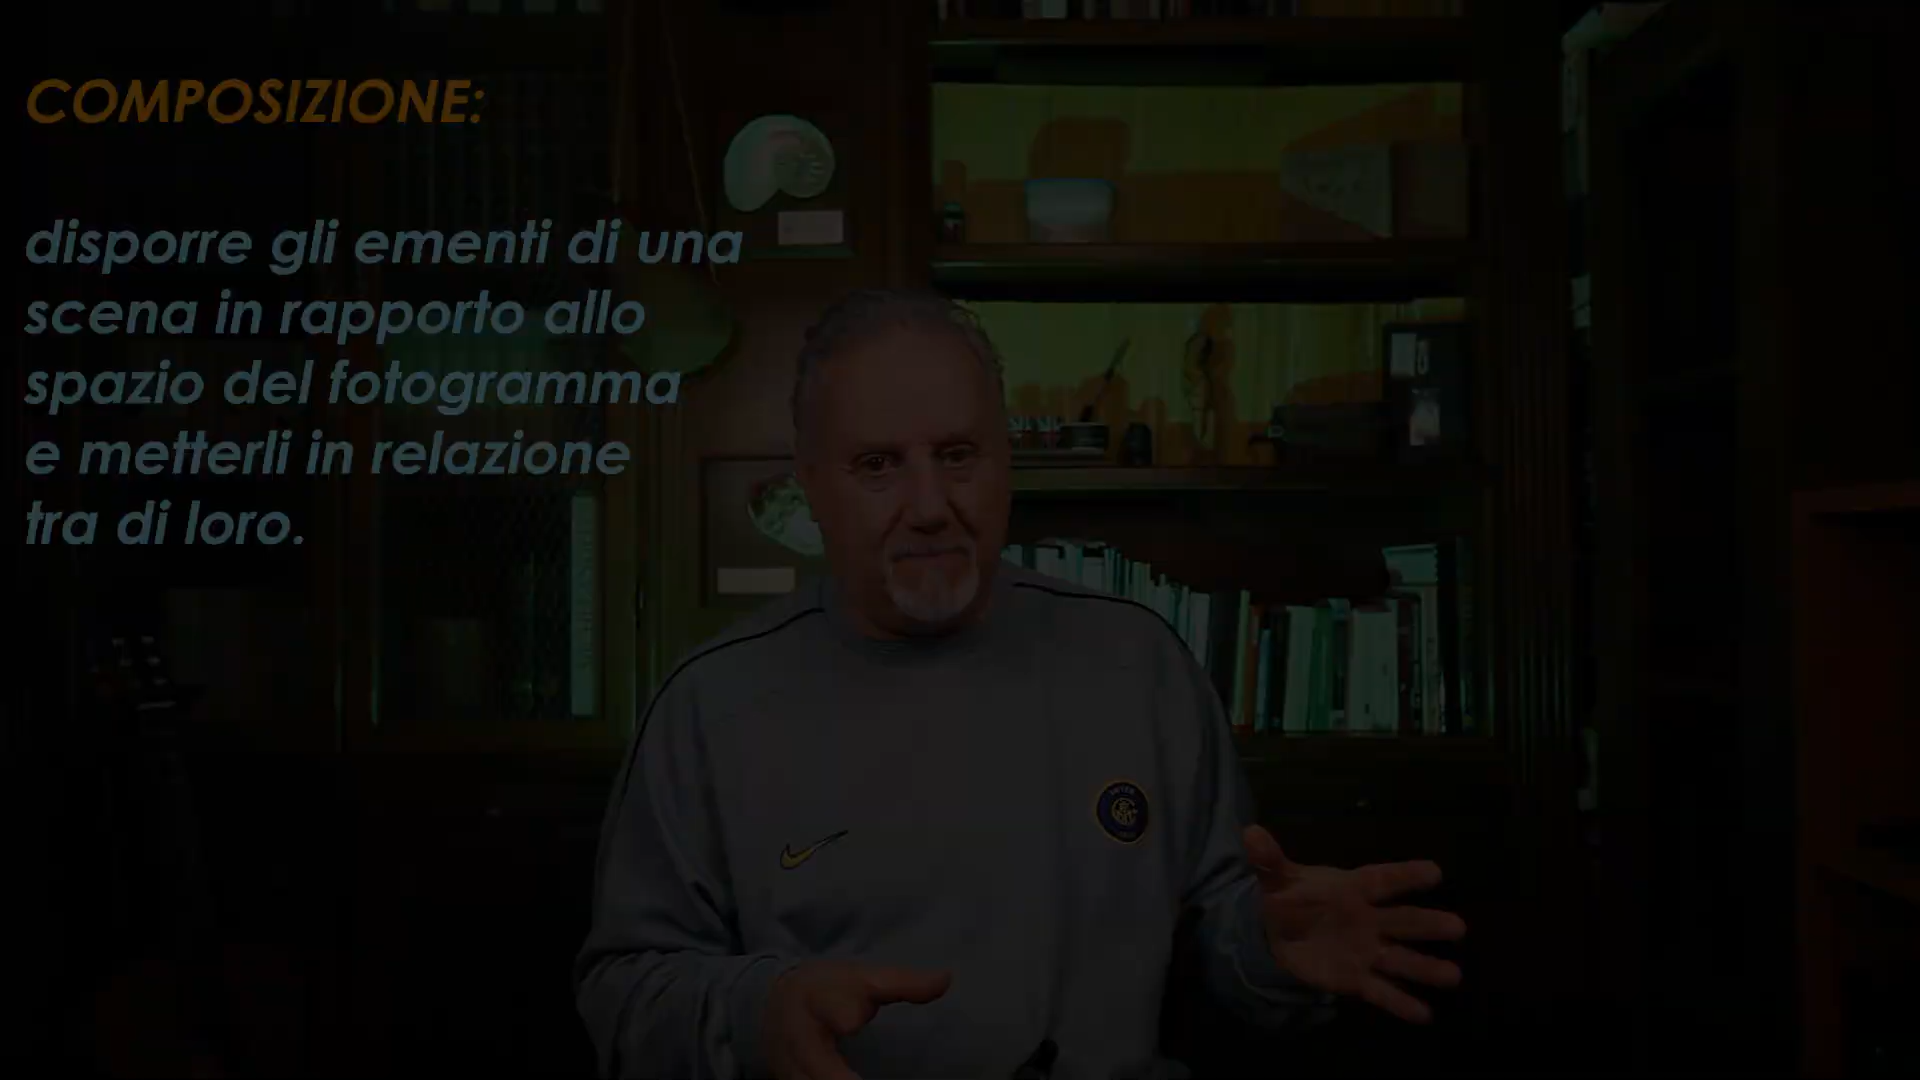 COMPOSIZIONE:
disporre gli ementi di una
scena in rapporto allo
spazio del fotogramma
e metterli in relazione
tra di loro.